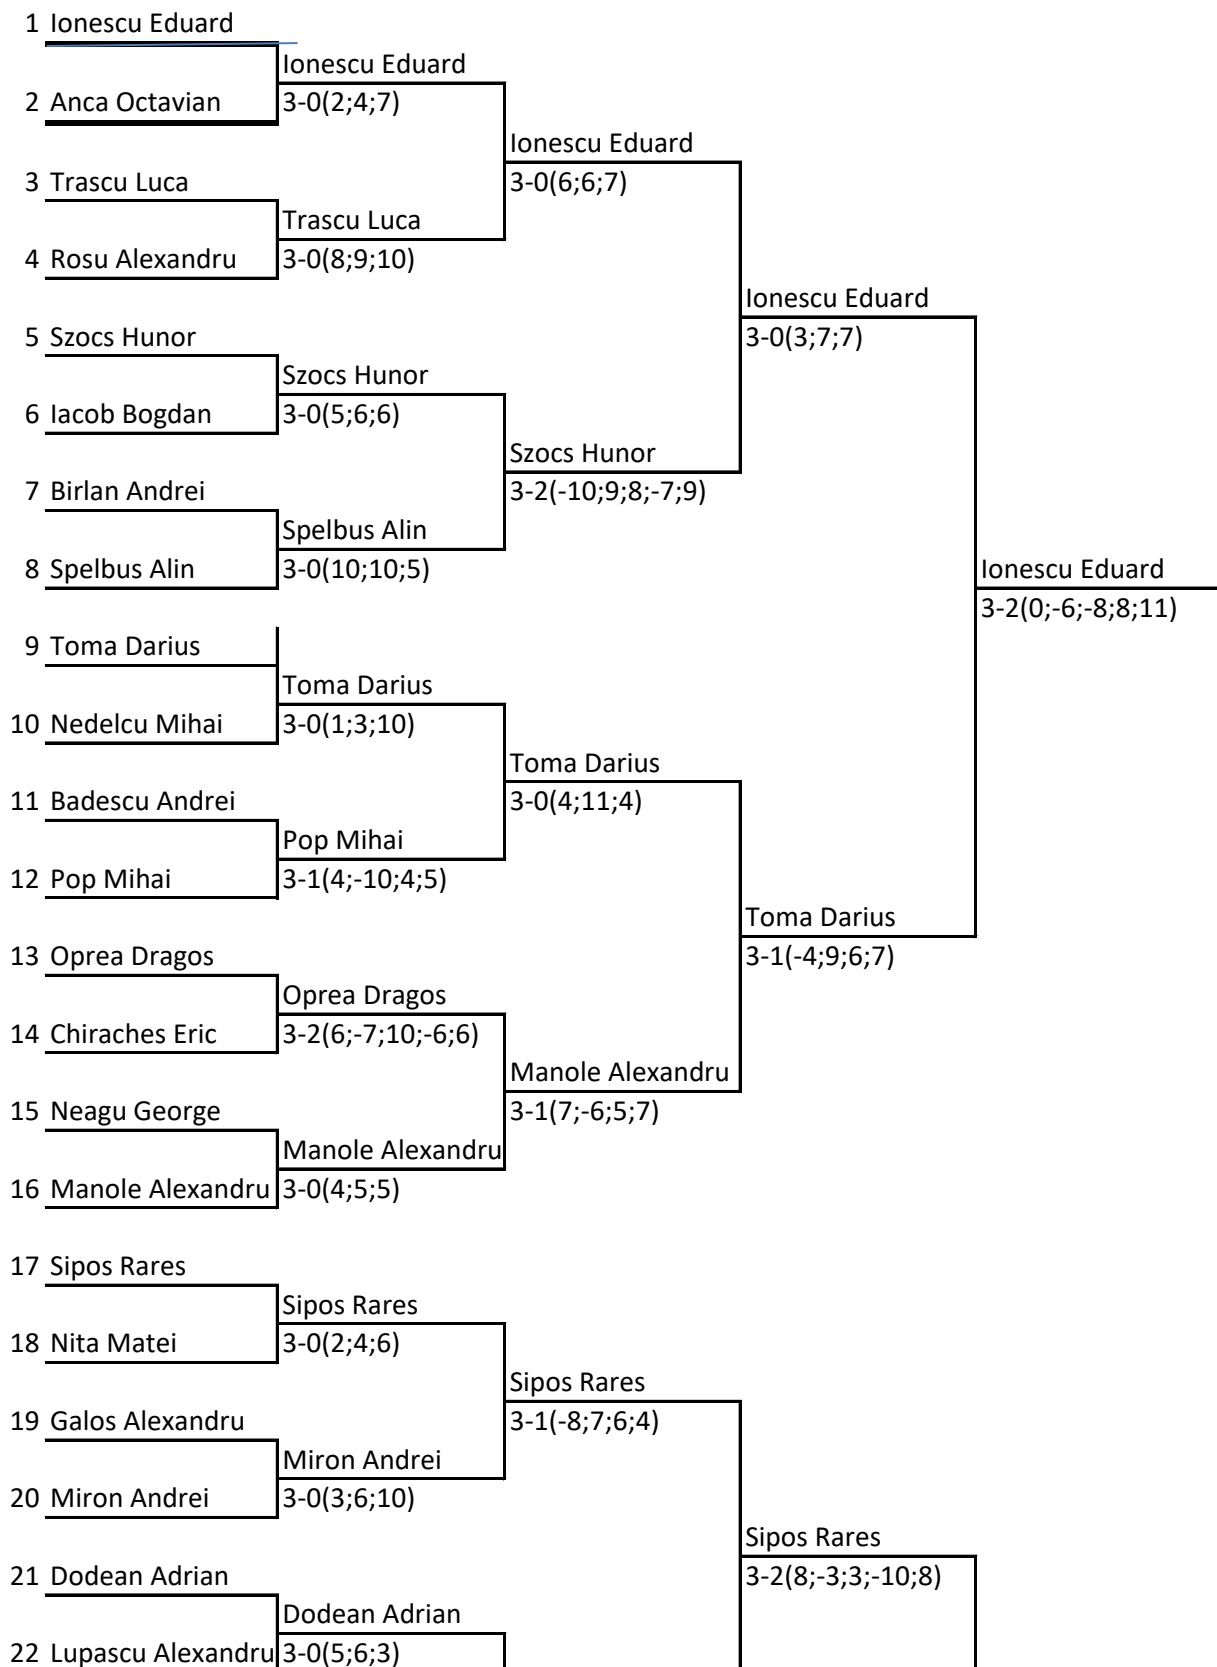 1 Ionescu Eduard
Ionescu Eduard
2 Anca Octavian 3-0(2;4;7)
Ionescu Eduard
3 Trascu Luca 3-0(6;6;7)
Trascu Luca
4 Rosu Alexandru 3-0(8;9;10)
Ionescu Eduard
5 Szocs Hunor 3-0(3;7;7)
Szocs Hunor
6 Iacob Bogdan 3-0(5;6;6)
Szocs Hunor
7 Birlan Andrei 3-2(-10;9;8;-7;9)
Spelbus Alin
8 Spelbus Alin 3-0(10;10;5) Ionescu Eduard
3-2(0;-6;-8;8;11)
9 Toma Darius
Toma Darius
10 Nedelcu Mihai 3-0(1;3;10)
Toma Darius
11 Badescu Andrei 3-0(4;11;4)
Pop Mihai
12 Pop Mihai 3-1(4;-10;4;5)
Toma Darius
13 Oprea Dragos 3-1(-4;9;6;7)
Oprea Dragos
14 Chiraches Eric 3-2(6;-7;10;-6;6)
Manole Alexandru
15 Neagu George 3-1(7;-6;5;7)
Manole Alexandru
16 Manole Alexandru 3-0(4;5;5)
17 Sipos Rares
Sipos Rares
18 Nita Matei 3-0(2;4;6)
Sipos Rares
19 Galos Alexandru 3-1(-8;7;6;4)
Miron Andrei
20 Miron Andrei 3-0(3;6;10)
Sipos Rares
21 Dodean Adrian 3-2(8;-3;3;-10;8)
Dodean Adrian
22 Lupascu Alexandru 3-0(5;6;3)